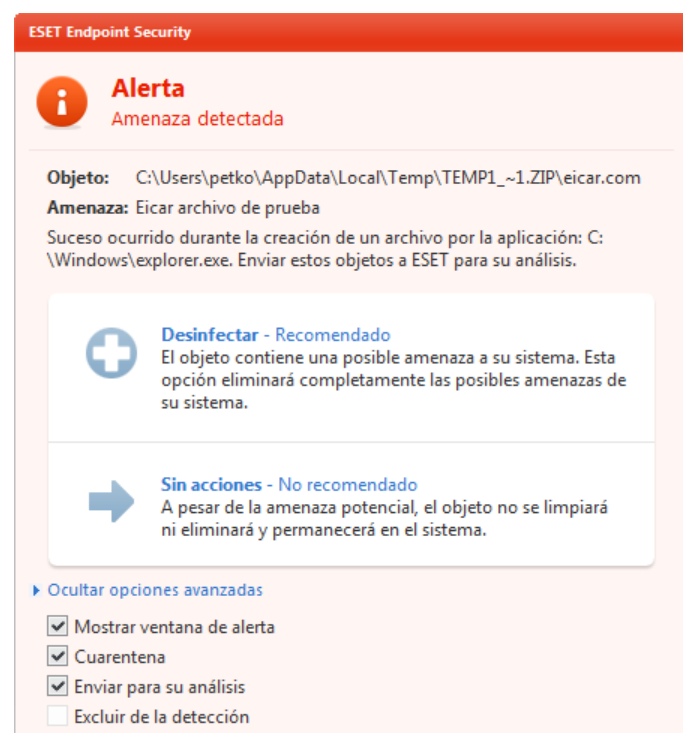 ESET Endpoint Security
Alerta
Amenaza detectada
Objeto: C:\Users\petko\AppData\Local\Temp\TEMP1_~1.ZIP\eicar.com
Amenaza: Eicar archivo de prueba
Suceso ocurrido durante la creación de un archivo por la aplicación: C:
\Windows\explorer.exe. Enviar estos objetos a ESET para su análisis.
Desinfectar - Recomendado
El objeto contiene una posible amenaza a su sistema. Esta
opción eliminará completamente las posibles amenazas de
su sistema.
Sin acciones - No recomendado
A pesar de la amenaza potencial, el objeto no se limpiará
ni eliminará y permanecerá en el sistema.
Ocultar opciones avanzadas
Mostrar ventana de alerta
Cuarentena
Enviar para su análisis
Excluir de la detección